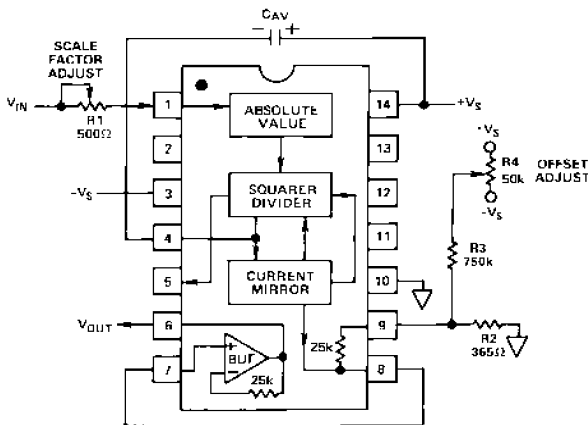 CAV
− +
SCALE
FACTOR
ADJUST
VIN
R1
500Ω
1
2
3
4
5
6
7
14
13
12
11
10
9
8
ABSOLUTE
VALUE
SQUARER
DIVIDER
CURRENT
MIRROR
+VS
−VS
VOUT
BUF
+
−
25k
25k
-VS
R4
50k
OFFSET
ADJUST
−VS
R3
750k
R2
365Ω